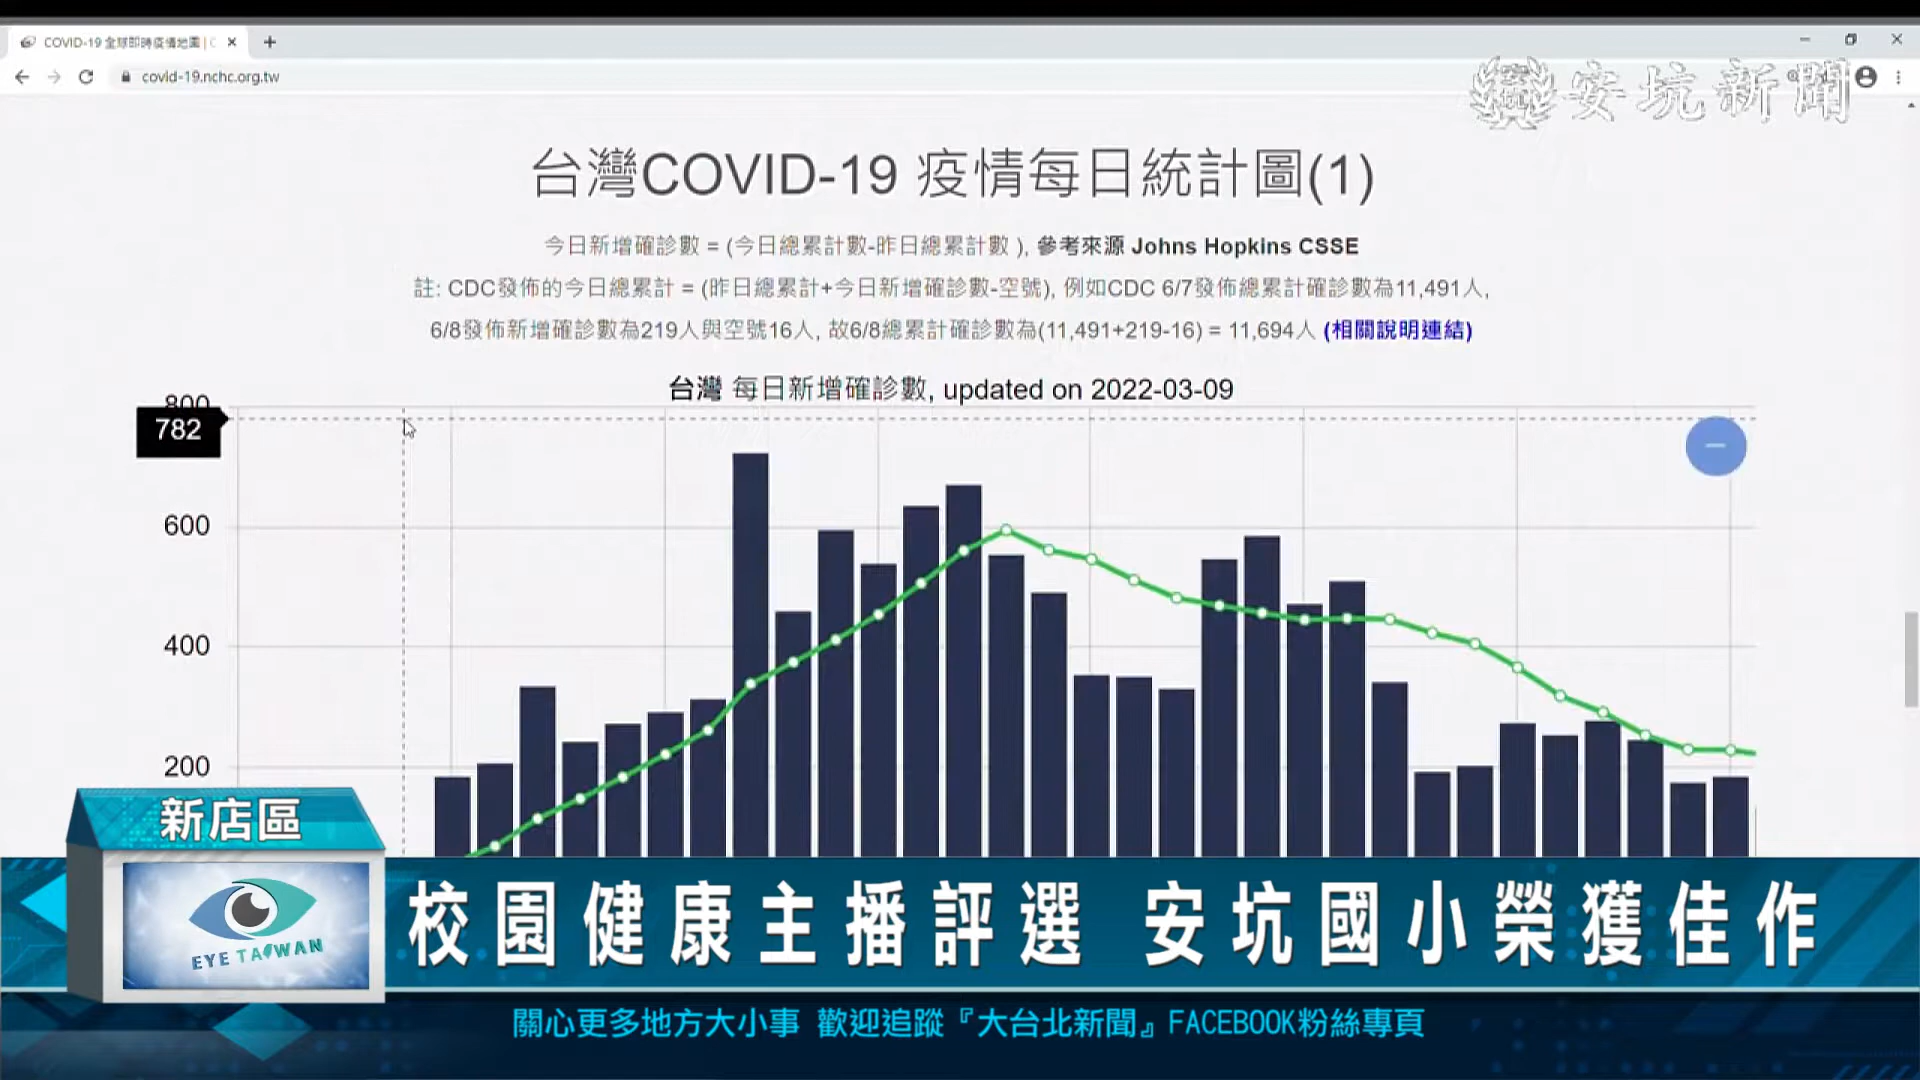 COVID-19 全球即時疫情地圖 | C
covid-19.nchc.org.tw
安坑新聞
台灣COVID-19 疫情每日統計圖(1)
今日新增確診數 = (今日總累計數-昨日總累計數 ), 參考來源 Johns Hopkins CSSE
註: CDC發佈的今日總累計 = (昨日總累計+今日新增確診數-空號), 例如CDC 6/7發佈總累計確診數為11,491人,
6/8發佈新增確診數為219人與空號16人, 故6/8總累計確診數為(11,491+219-16) = 11,694人 (相關說明連結)
台灣 每日新增確診數, updated on 2022-03-09
800
782
600
400
200
新店區
EYE TAIWAN
校園健康主播評選 安坑國小榮獲佳作
關心更多地方大小事 歡迎追蹤『大台北新聞』FACEBOOK粉絲專頁